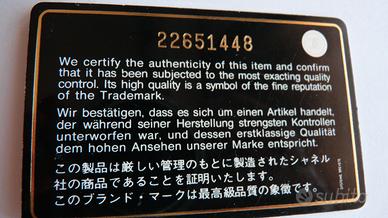 22651448
We certify the authenticity of this item and confirm
that it has been subjected to the most exacting quality
control. Its high quality is a symbol of the fine reputation
of the Trademark.
Wir bestätigen, dass es sich um einen Artikel handelt,
der während seiner Herstellung strengsten Kontrollen
unterworfen war, und dessen erstklassige Qualität
dem hohen Ansehen unserer Marke entspricht.
この製品は厳しい管理のもとに製造されたシャネル
社の商品であることを証明いたします。
このブランド・マークは最高級品質の象徴です。
subito